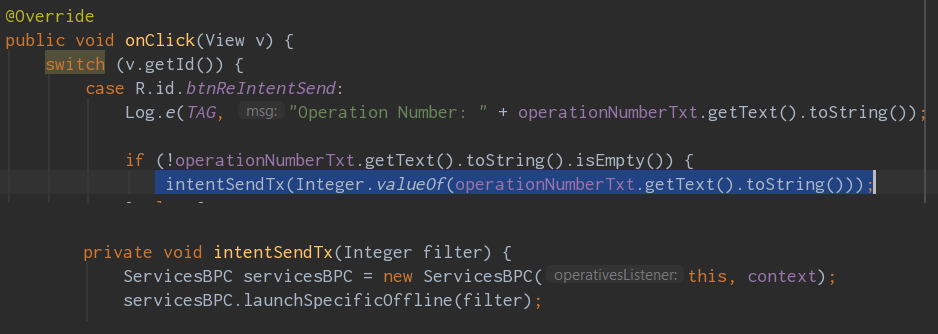 @Override
public void onClick(View v) {
switch (v.getId()) {
case R.id.btnReIntentSend:
Log.e(TAG, msg: "Operation Number: " + operationNumberTxt.getText().toString());
if (!operationNumberTxt.getText().toString().isEmpty()) {
intentSendTx(Integer.valueOf(operationNumberTxt.getText().toString()));
private void intentSendTx(Integer filter) {
ServicesBPC servicesBPC = new ServicesBPC( operativesListener: this, context);
servicesBPC.launchSpecificOffline(filter);